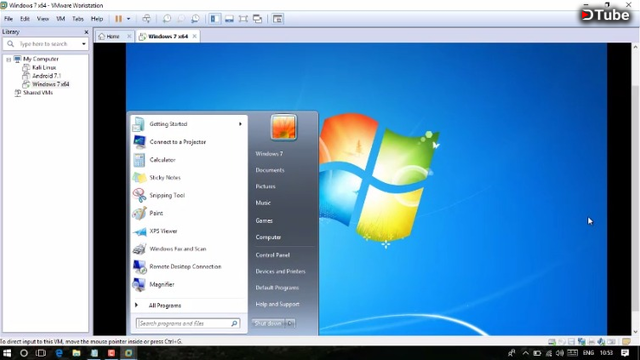 Windows 7 x64 - VMware Workstation
DTube
File Edit View VM Tabs Help
Library
Type here to search
Home
Windows 7 x64
My Computer
Kali Linux
Android 7.1
Windows 7 x64
Shared VMs
Getting Started
Connect to a Projector
Calculator
Sticky Notes
Snipping Tool
Paint
XPS Viewer
Windows Fax and Scan
Remote Desktop Connection
Magnifier
All Programs
Search programs and files
Windows 7
Documents
Pictures
Music
Games
Computer
Control Panel
Devices and Printers
Default Programs
Help and Support
Shut down
To direct input to this VM, move the mouse pointer inside or press Ctrl+G.
ENG 10:53